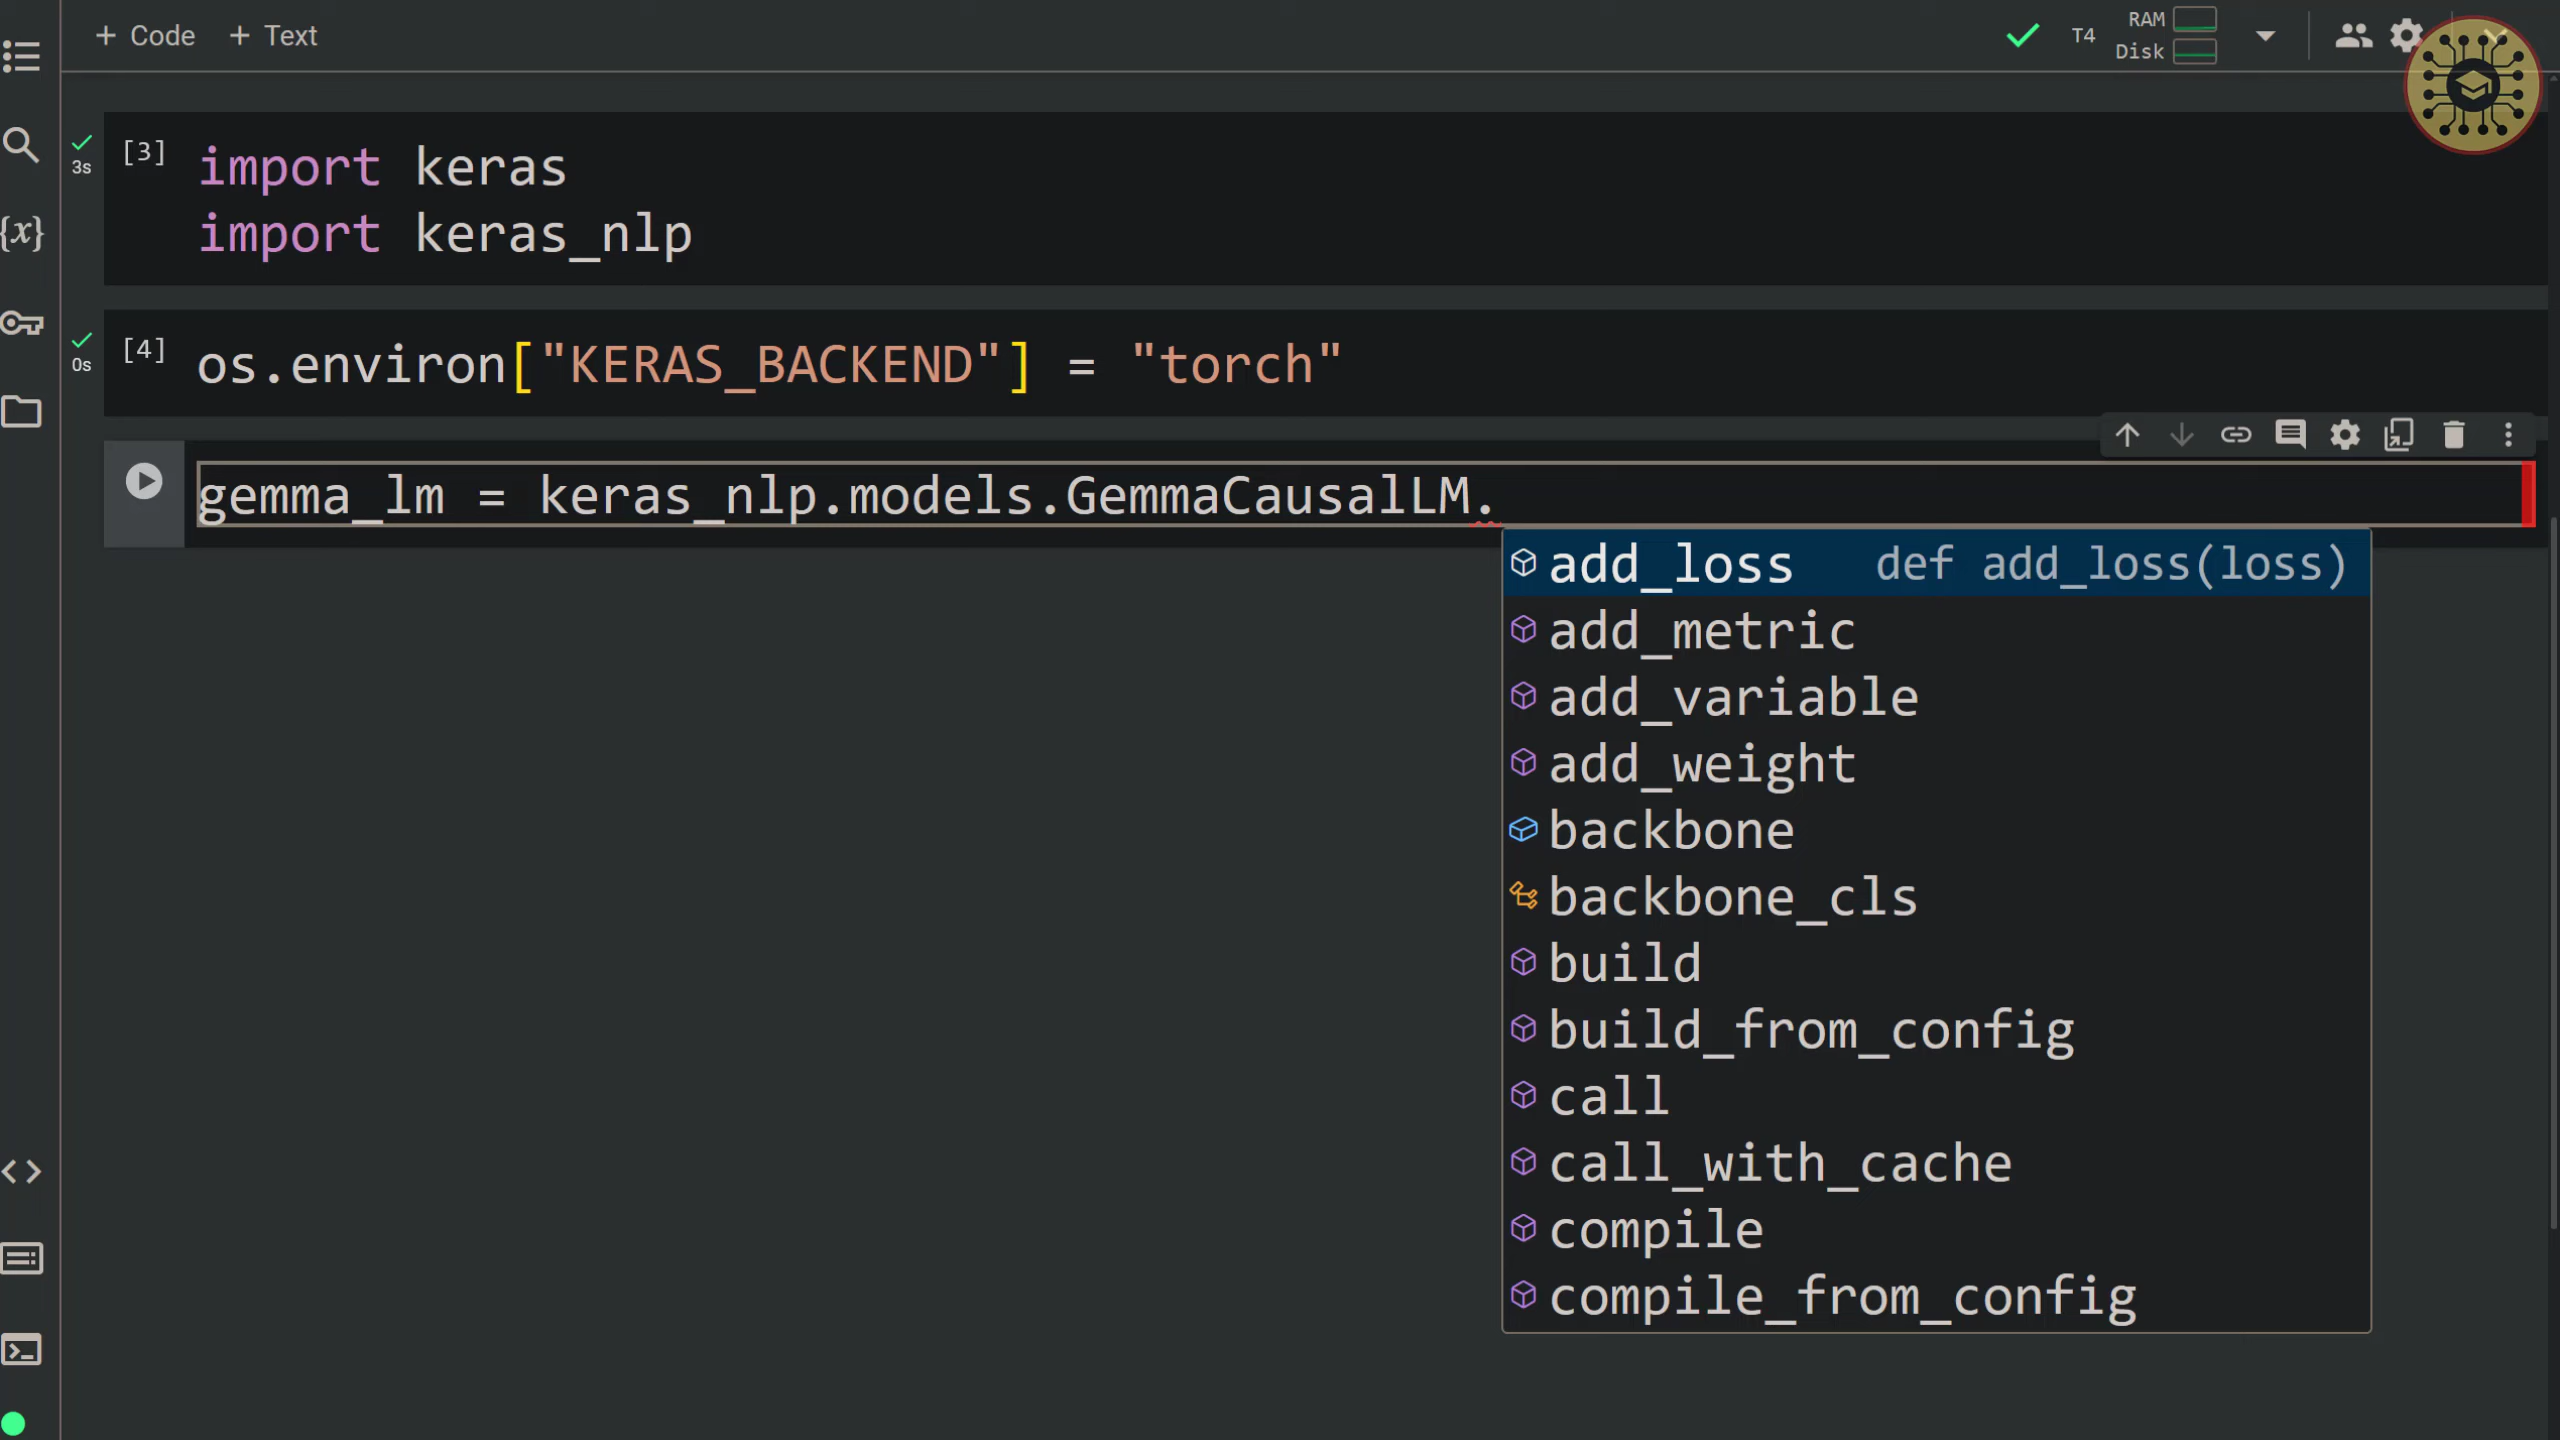 + Code + Text
T4
RAM
Disk
3s
[3]
import keras
import keras_nlp
0s
[4]
os.environ["KERAS_BACKEND"] = "torch"
gemma_lm = keras_nlp.models.GemmaCausalLM.
add_loss def add_loss(loss)
add_metric
add_variable
add_weight
backbone
backbone_cls
build
build_from_config
call
call_with_cache
compile
compile_from_config
{x}